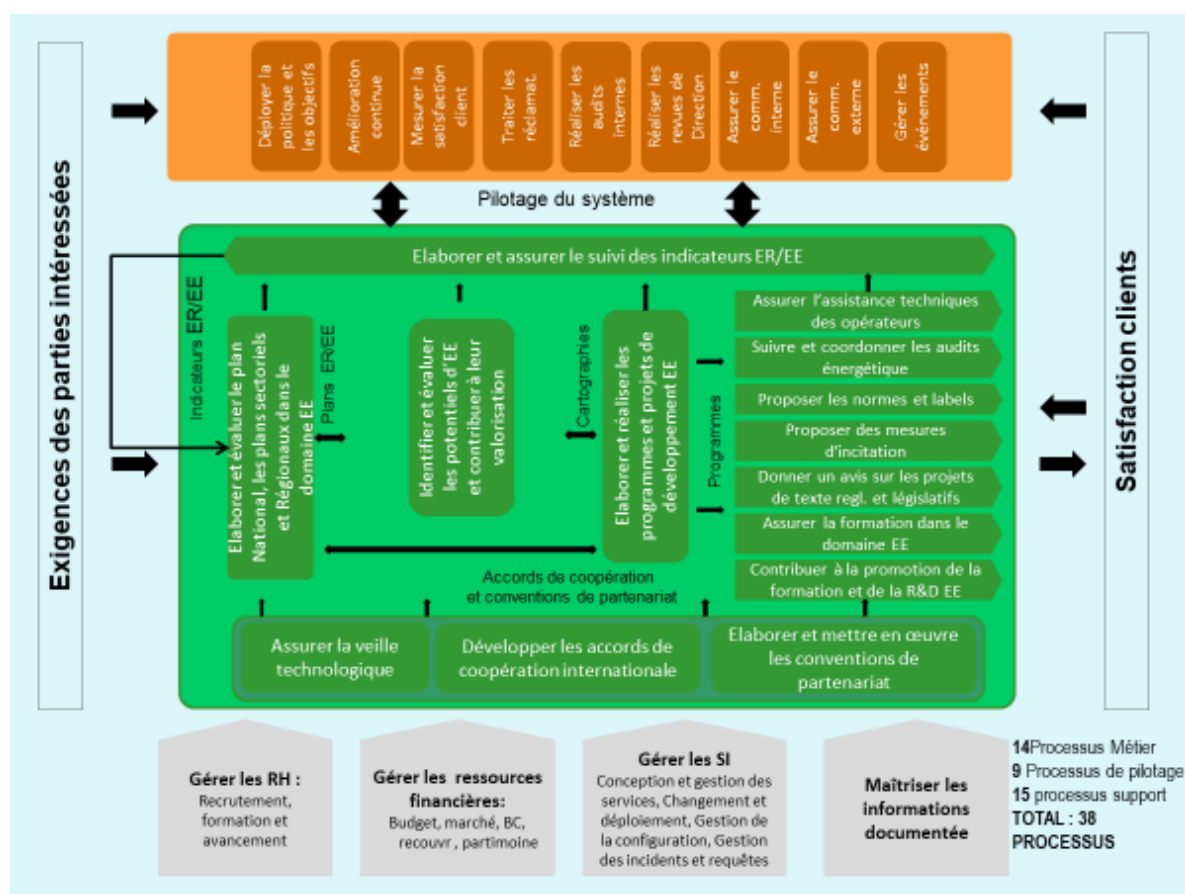 Exigences des parties intéressées
Déployer la
politique et
les objectifs
Amélioration
continue
Mesurer la
satisfaction
client
Traiter les
réclamat.
Réaliser les
audits
internes
Réaliser les
revues de
Direction
Assurer le
comm.
interne
Assurer le
comm.
externe
Gérer les
évènements
Pilotage du système
Elaborer et assurer le suivi des indicateurs ER/EE
Indicateurs ER/EE
Elaborer et évaluer le plan
National, les plans sectoriels
et Régionaux dans le
domaine EE
Plans ER/EE
Identifier et évaluer
les potentiels d’EE
et contribuer à leur
valorisation
Cartographies
Elaborer et réaliser les
programmes et projets de
développement EE
Programmes
Assurer l’assistance techniques
des opérateurs
Suivre et coordonner les audits
énergétique
Proposer les normes et labels
Proposer des mesures
d’incitation
Donner un avis sur les projets
de texte regl. et législatifs
Assurer la formation dans le
domaine EE
Contribuer à la promotion de la
formation et de la R&D EE
Accords de coopération
et conventions de partenariat
Assurer la veille
technologique
Développer les accords de
coopération internationale
Elaborer et mettre en œuvre
les conventions de
partenariat
Satisfaction clients
Gérer les RH :
Recrutement,
formation et
avancement
Gérer les ressources
financières:
Budget, marché, BC,
recouvr , partimoine
Gérer les SI
Conception et gestion des
services, Changement et
déploiement, Gestion de
la configuration, Gestion
des incidents et requêtes
Maîtriser les
informations
documentée
14Processus Métier
9 Processus de pilotage
15 processus support
TOTAL : 38
PROCESSUS